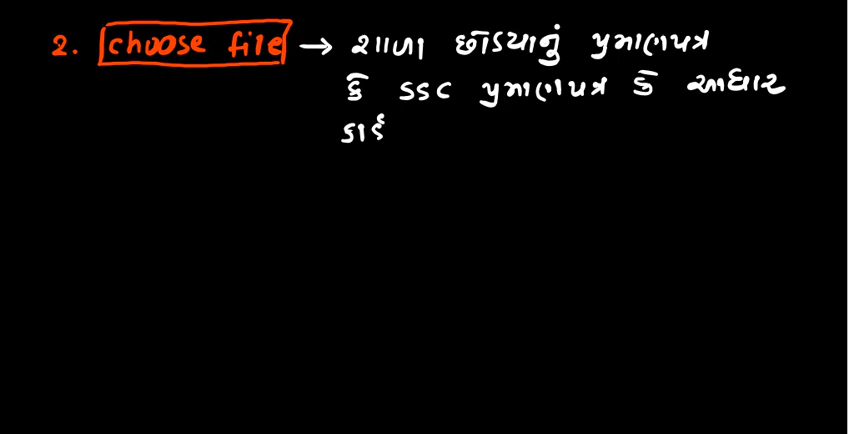 2. choose file → શાળા છોડયાનું પ્રમાણપત્ર
કે SSC પ્રમાણપત્ર કે આધાર
કાર્ડ